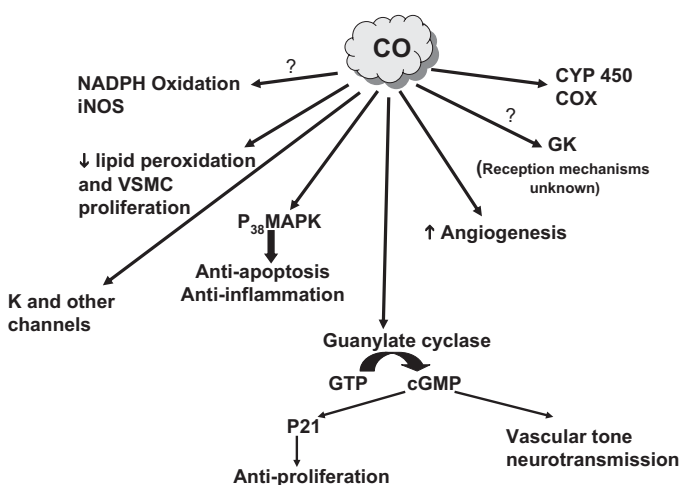 CO
?
NADPH Oxidation
iNOS
CYP 450
COX
?
GK
(Reception mechanisms
unknown)
↓ lipid peroxidation
and VSMC
proliferation
P38MAPK
↑ Angiogenesis
Anti-apoptosis
Anti-inflammation
K and other
channels
Guanylate cyclase
GTP
cGMP
P21
Vascular tone
neurotransmission
Anti-proliferation